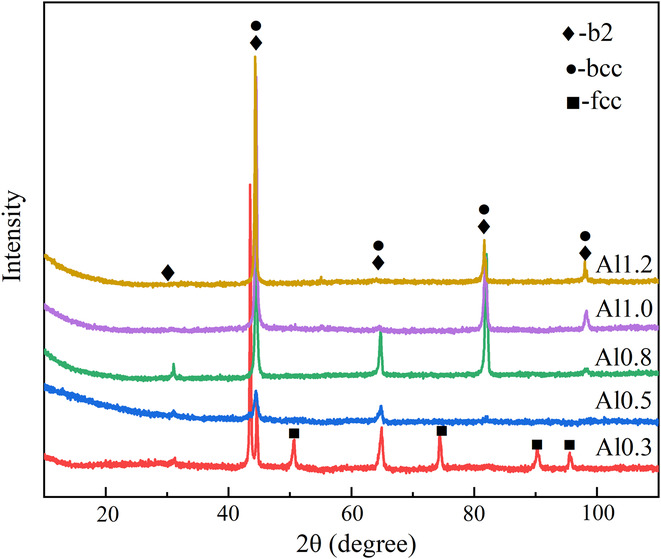 -b2
-bcc
-fcc
Intensity
Al1.2
Al1.0
Al0.8
Al0.5
Al0.3
20 40 60 80 100
2θ (degree)